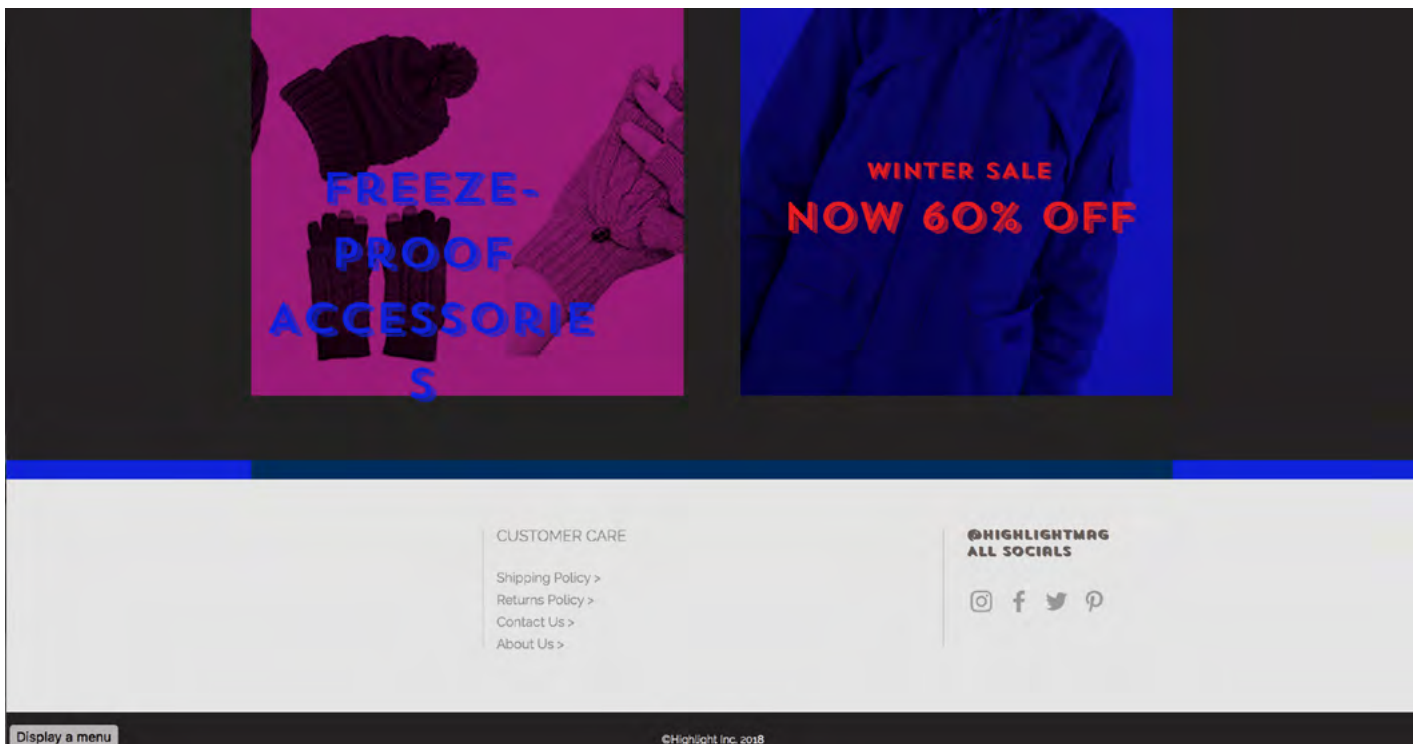 FREEZE-
PROOF
ACCESSORIE
S
WINTER SALE
NOW 60% OFF
CUSTOMER CARE
Shipping Policy >
Returns Policy >
Contact Us >
About Us >
@HIGHLIGHTMAG
ALL SOCIALS
Display a menu
©Highlight Inc. 2018